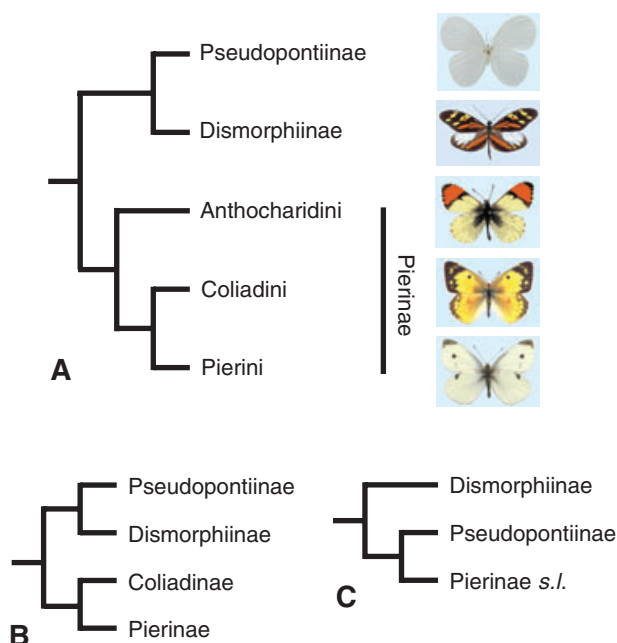 Pseudopontiinae
Dismorphiinae
Anthocharidini
Coliadini
Pierini
Pierinae
A
Pseudopontiinae
Dismorphiinae
Coliadinae
Pierinae
B
Dismorphiinae
Pseudopontiinae
Pierinae s.l.
C